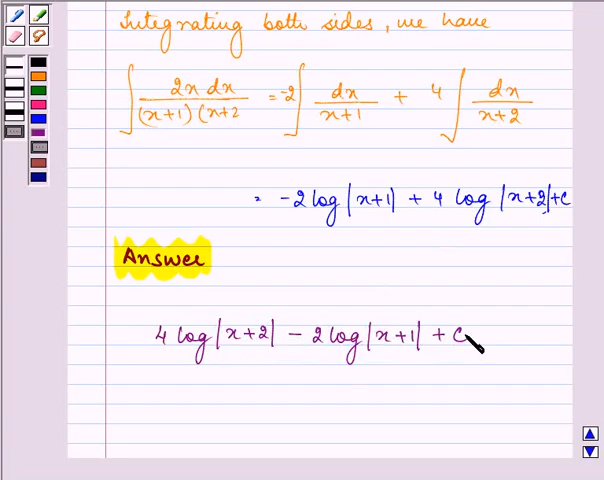 Integrating both sides, we have
∫ 2x dx / (x+1) (x+2 = -2 ∫ dx / x+1 + 4 ∫ dx / x+2
= -2 log |x+1| + 4 log |x+2|+c
Answer
4 log |x+2| - 2 log |x+1| + c